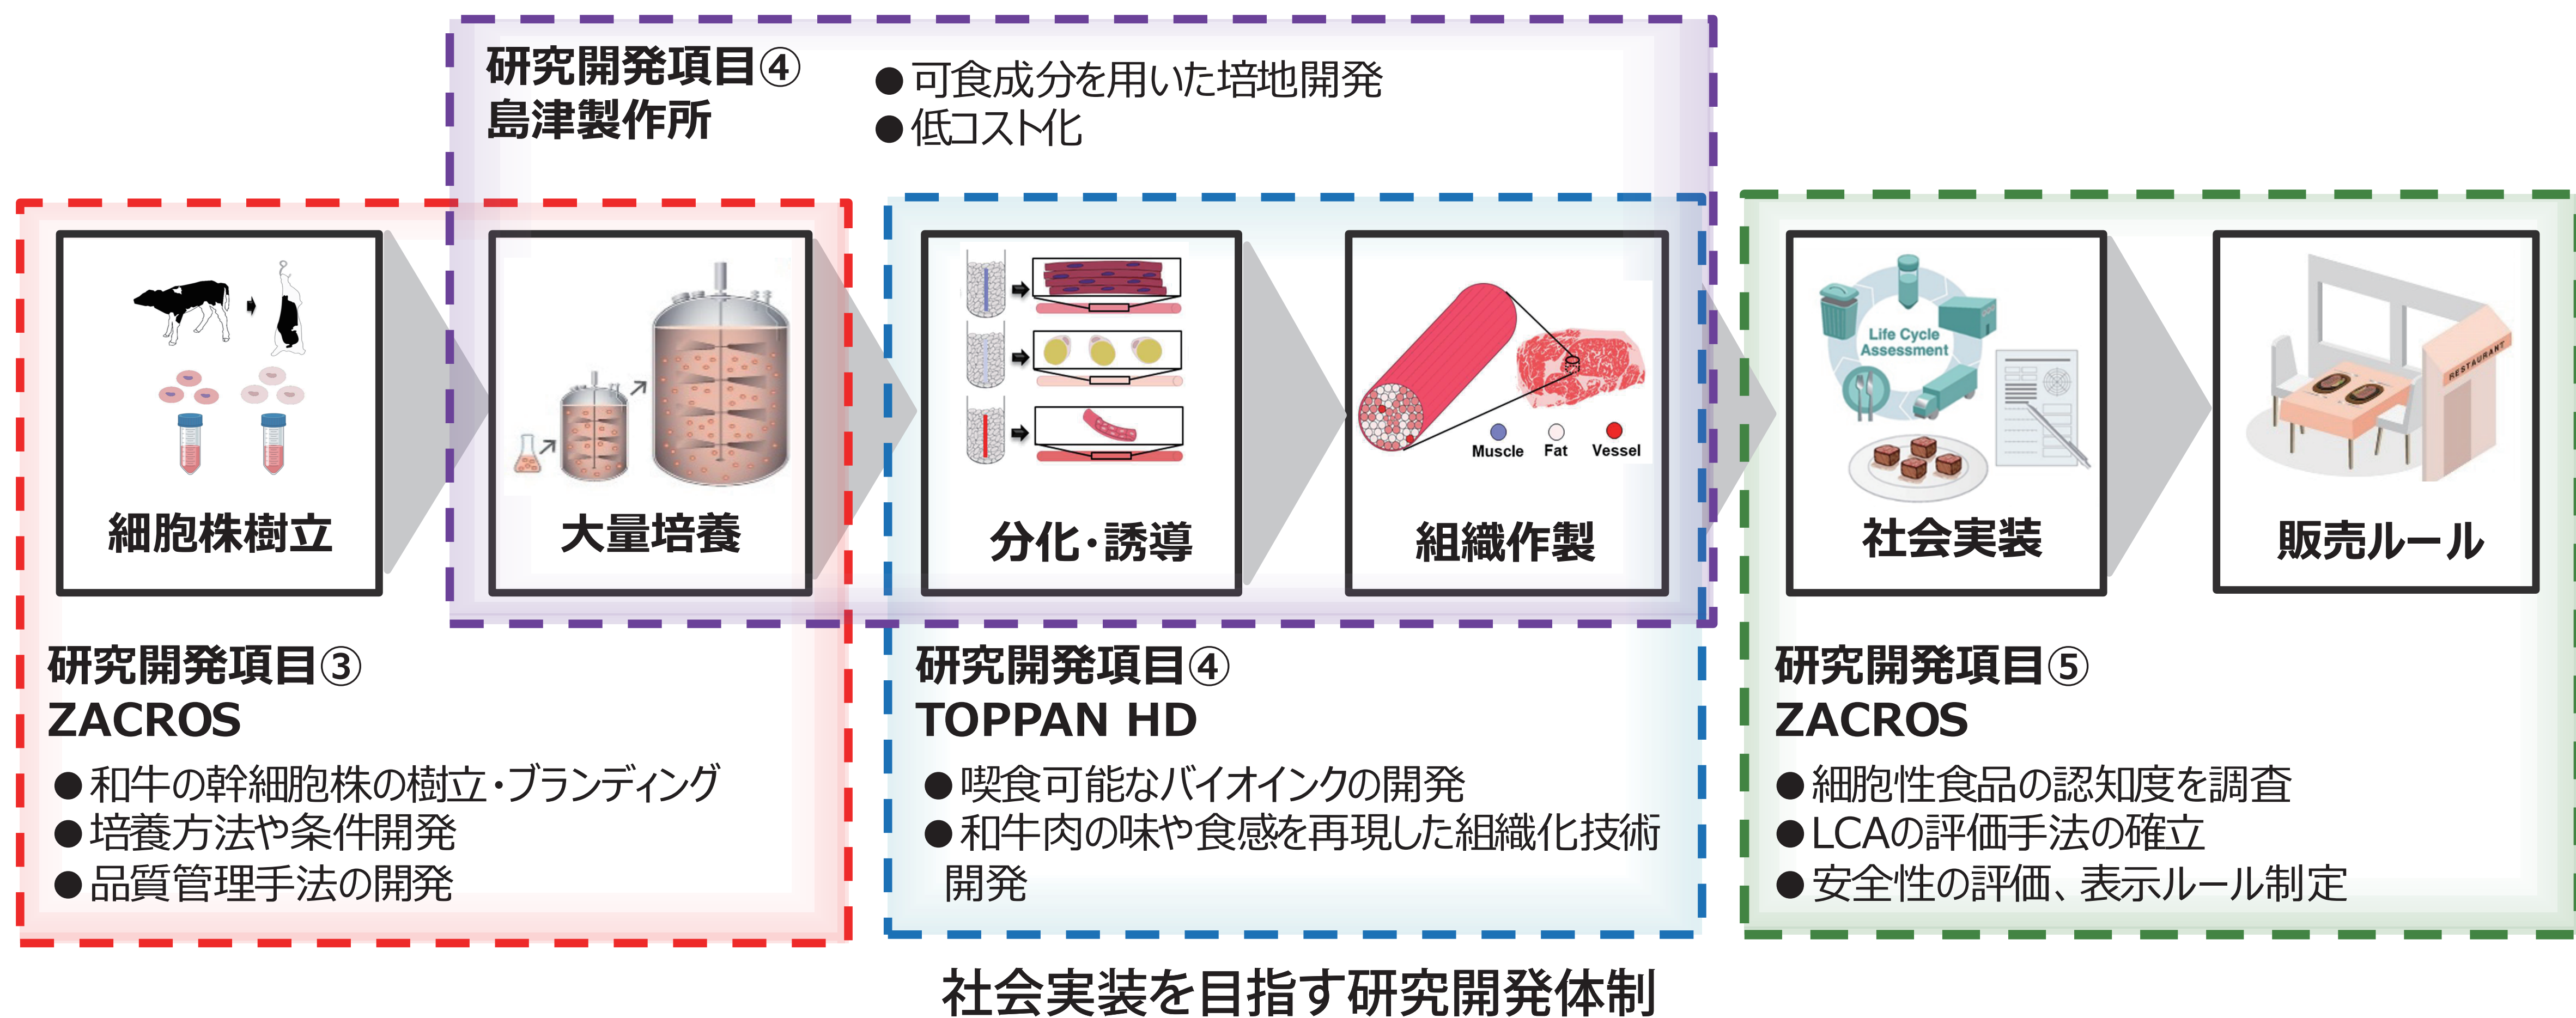 研究開発項目④
島津製作所
●可食成分を用いた培地開発
●低コスト化
細胞株樹立
大量培養
分化・誘導
Muscle Fat Vessel
組織作製
Life Cycle
Assessment
社会実装
RESTAURANT
販売ルール
研究開発項目③
ZACROS
●和牛の幹細胞株の樹立・ブランディング
●培養方法や条件開発
●品質管理手法の開発
研究開発項目④
TOPPAN HD
●喫食可能なバイオインクの開発
●和牛肉の味や食感を再現した組織化技術
開発
研究開発項目⑤
ZACROS
●細胞性食品の認知度を調査
●LCAの評価手法の確立
●安全性の評価、表示ルール制定
社会実装を目指す研究開発体制